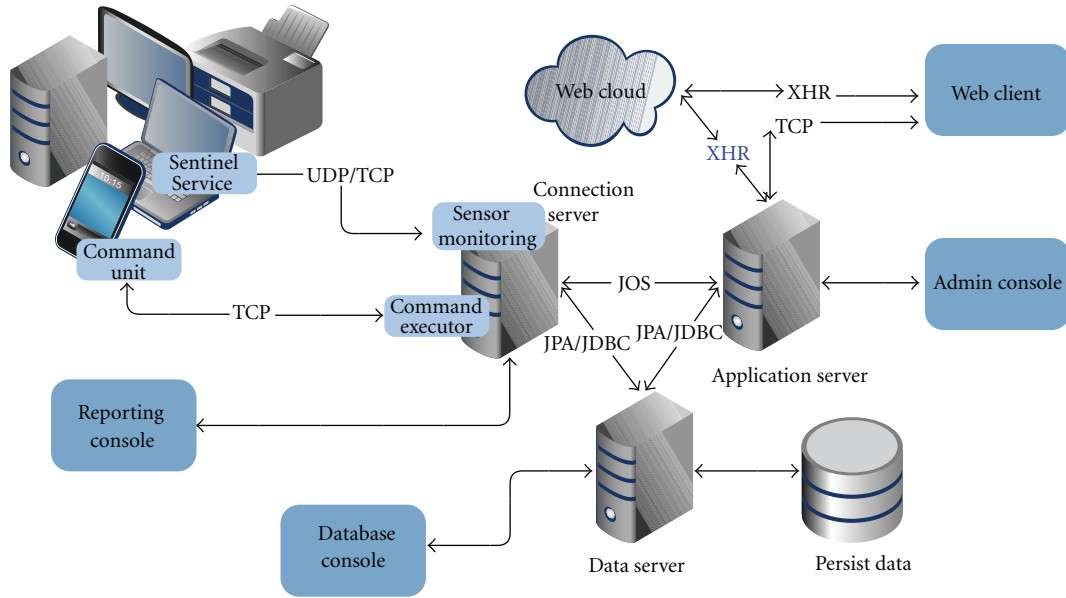 Web cloud
XHR
Web client
TCP
XHR
10:15
Sentinel
Service
UDP/TCP
Connection
server
Sensor
monitoring
Command
unit
TCP
Command
executor
JOS
Admin console
JPA/JDBC
JPA/JDBC
Application server
Reporting
console
Database
console
Data server
Persist data